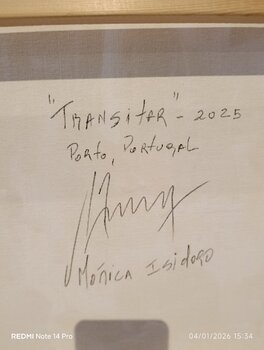 "TRANSITAR" - 2025
PORTO, PORTUGAL
MÓNICA ISIDORO
REDMI Note 14 Pro
04/01/2026 15:34